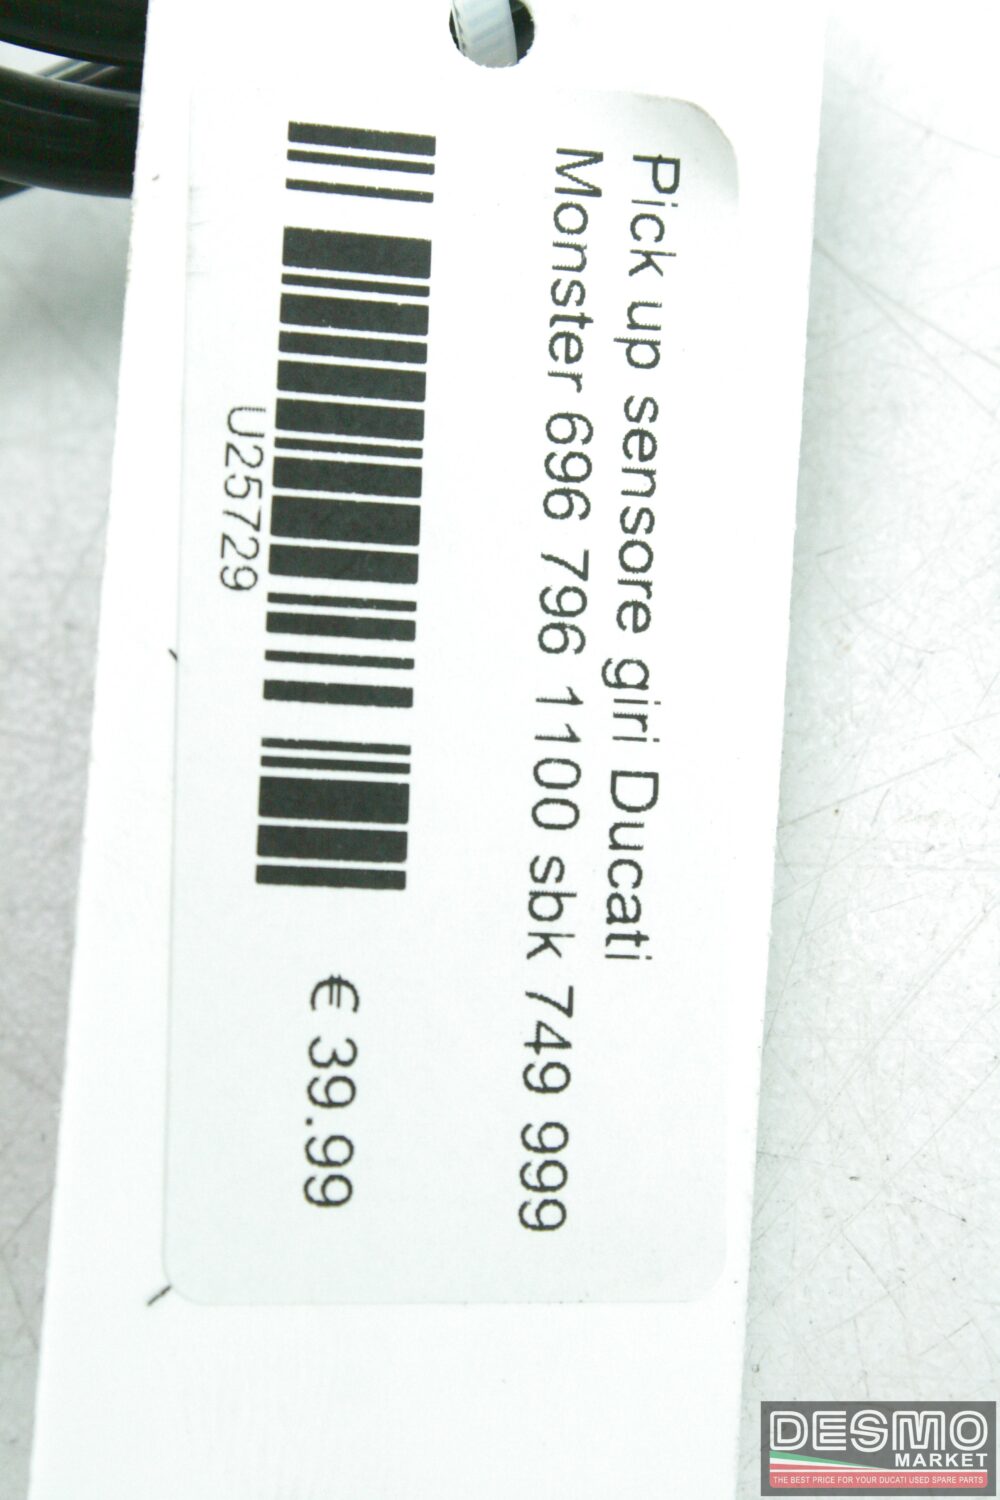 Pick up sensore giri Ducati
Monster 696 796 1100 sbk 749 999
U25729
€ 39.99
DESMO
MARKET
THE BEST PRICE FOR YOUR DUCATI USED SPARE PARTS